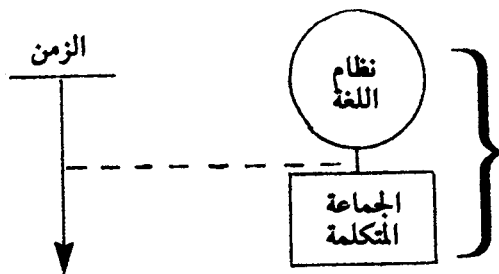 الزمن
نظام
اللغة
الجماعة
المتكلمة